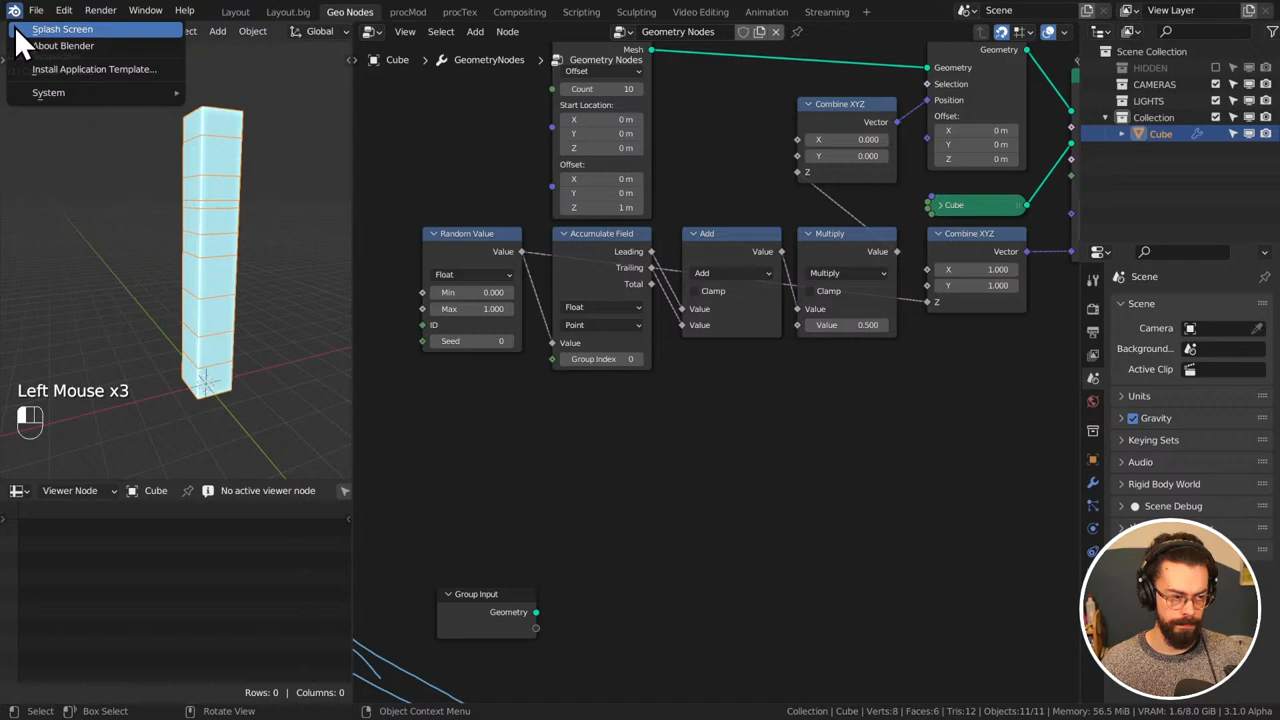 File Edit Render Window Help
Layout Layout.big Geo Nodes procMod procTex Compositing Scripting Video Editing Animation Streaming
Scene
View Layer
Splash Screen
About Blender
Install Application Template...
System
Add Object
Global
View Select Add Node
Geometry Nodes
Cube GeometryNodes Geometry Nodes
Mesh
Offset
Count 10
Start Location:
X 0 m
Y 0 m
Z 0 m
Offset:
X 0 m
Y 0 m
Z 1 m
Combine XYZ
Vector
X 0.000
Y 0.000
Z
Geometry
Geometry
Selection
Position
Offset:
X 0 m
Y 0 m
Z 0 m
Cube
Random Value
Value
Float
Min 0.000
Max 1.000
ID
Seed 0
Accumulate Field
Leading
Trailing
Total
Float
Point
Value
Group Index 0
Add
Value
Add
Clamp
Value
Value
Multiply
Value
Multiply
Clamp
Value
Value 0.500
Combine XYZ
Vector
X 1.000
Y 1.000
Z
Group Input
Geometry
Left Mouse x3
Viewer Node Cube No active viewer node
Rows: 0 | Columns: 0
Scene Collection
HIDDEN
CAMERAS
LIGHTS
Collection
Cube
Scene
Scene
Camera
Background...
Active Clip
Units
Gravity
Keying Sets
Audio
Rigid Body World
Scene Debug
Select Box Select Rotate View Object Context Menu
Collection | Cube | Verts:8 | Faces:6 | Tris:12 | Objects:11/11 | Memory: 56.5 MiB | VRAM: 1.6/8.0 GiB | 3.1.0 Alpha